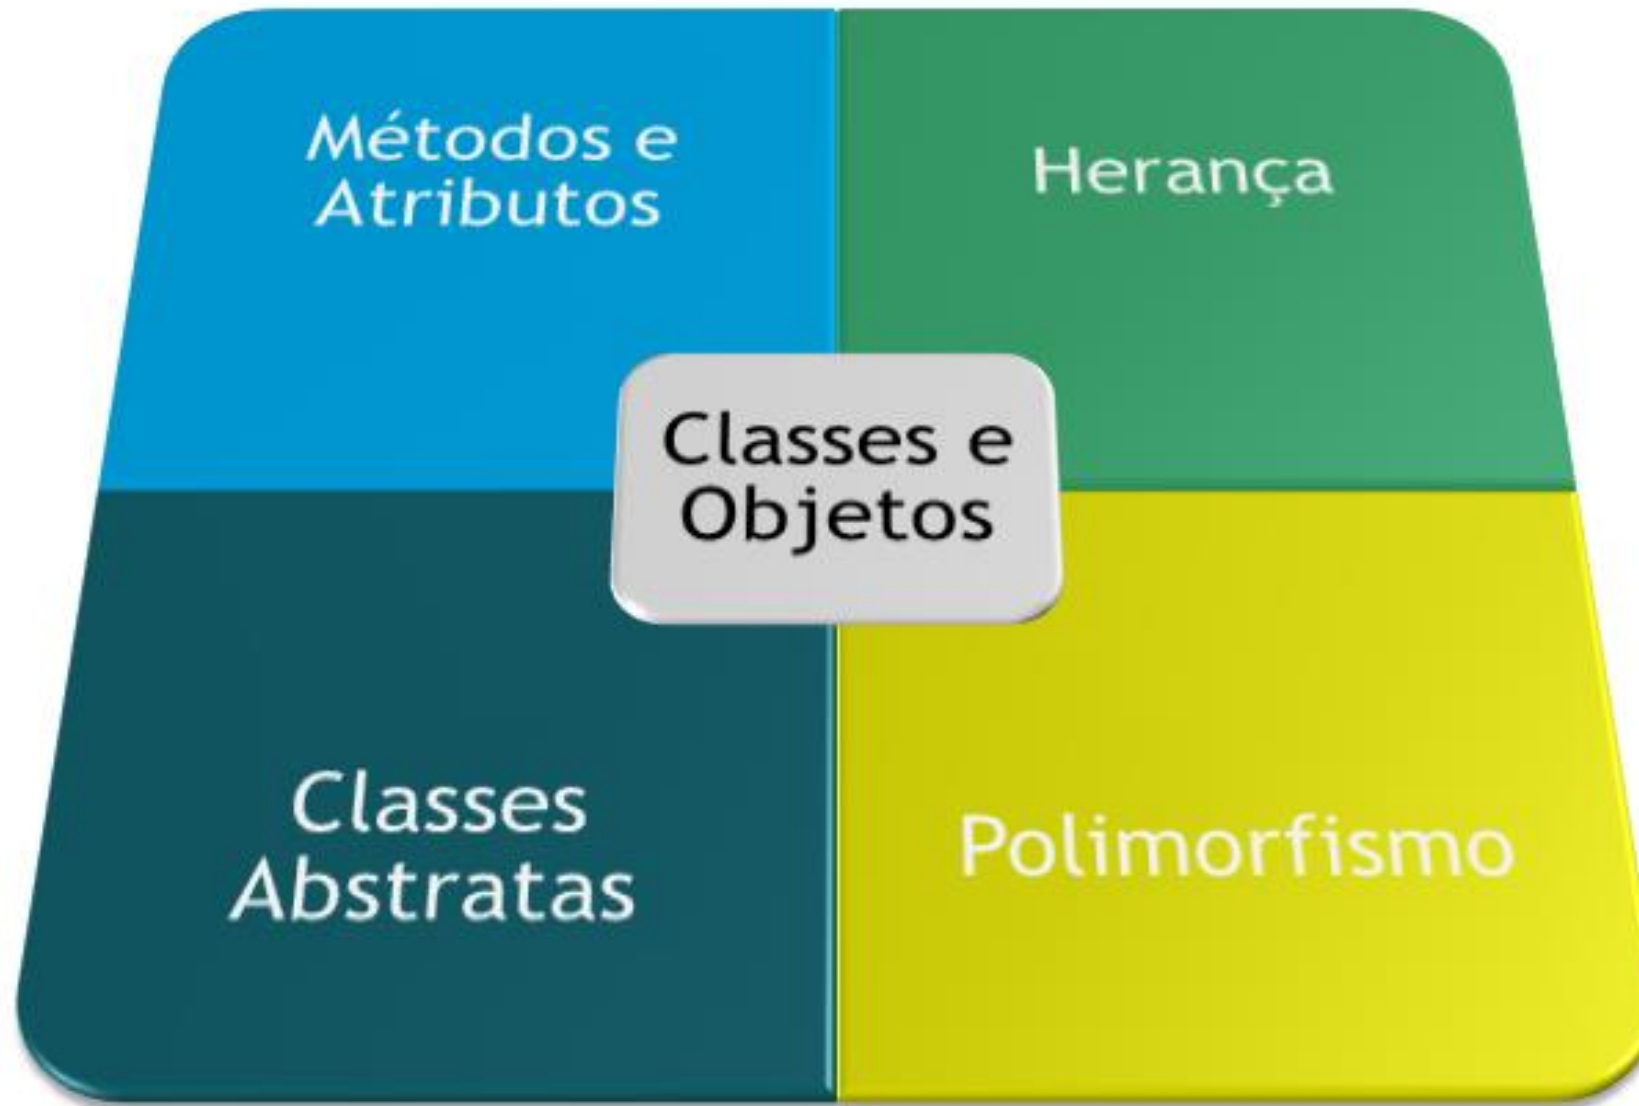 Métodos e
Atributos
Herança
Classes e
Objetos
Classes
Abstratas
Polimorfismo